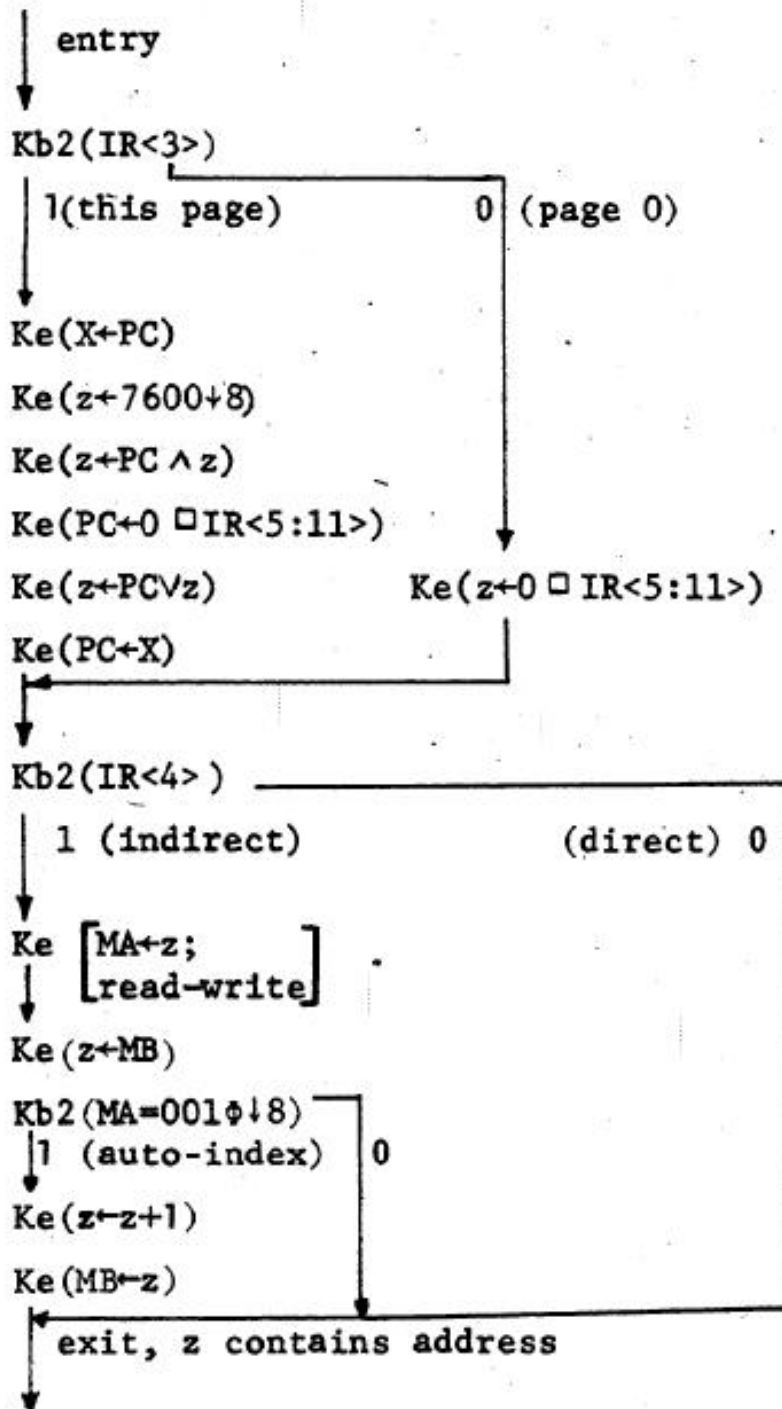 entry
Kb2(IR<3>)
1(this page) 0 (page 0)
Ke(X←PC)
Ke(z←7600↓8)
Ke(z←PC ∧ z)
Ke(PC←0 □ IR<5:11>)
Ke(z←PC∨z) Ke(z←0 □ IR<5:11>)
Ke(PC←X)
Kb2(IR<4>)
1 (indirect) (direct) 0
Ke [MA←z;
read-write]
Ke(z←MB)
Kb2(MA=001φ↓8)
1 (auto-index) 0
Ke(z←z+1)
Ke(MB←z)
exit, z contains address